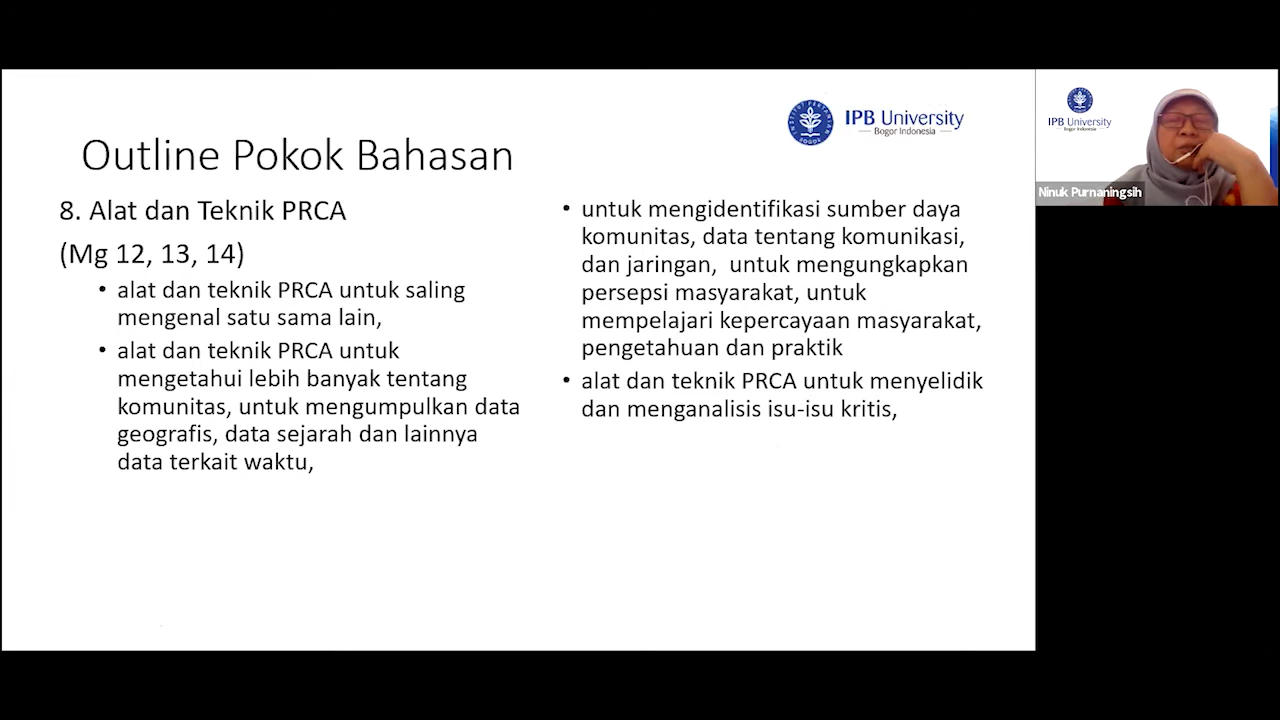 IPB University
Bogor Indonesia
Outline Pokok Bahasan
8. Alat dan Teknik PRCA
(Mg 12, 13, 14)
• alat dan teknik PRCA untuk saling
mengenal satu sama lain,
• alat dan teknik PRCA untuk
mengetahui lebih banyak tentang
komunitas, untuk mengumpulkan data
geografis, data sejarah dan lainnya
data terkait waktu,
• untuk mengidentifikasi sumber daya
komunitas, data tentang komunikasi,
dan jaringan, untuk mengungkapkan
persepsi masyarakat, untuk
mempelajari kepercayaan masyarakat,
pengetahuan dan praktik
• alat dan teknik PRCA untuk menyelidik
dan menganalisis isu-isu kritis,
IPB University
Bogor Indonesia
Ninuk Purnaningsih